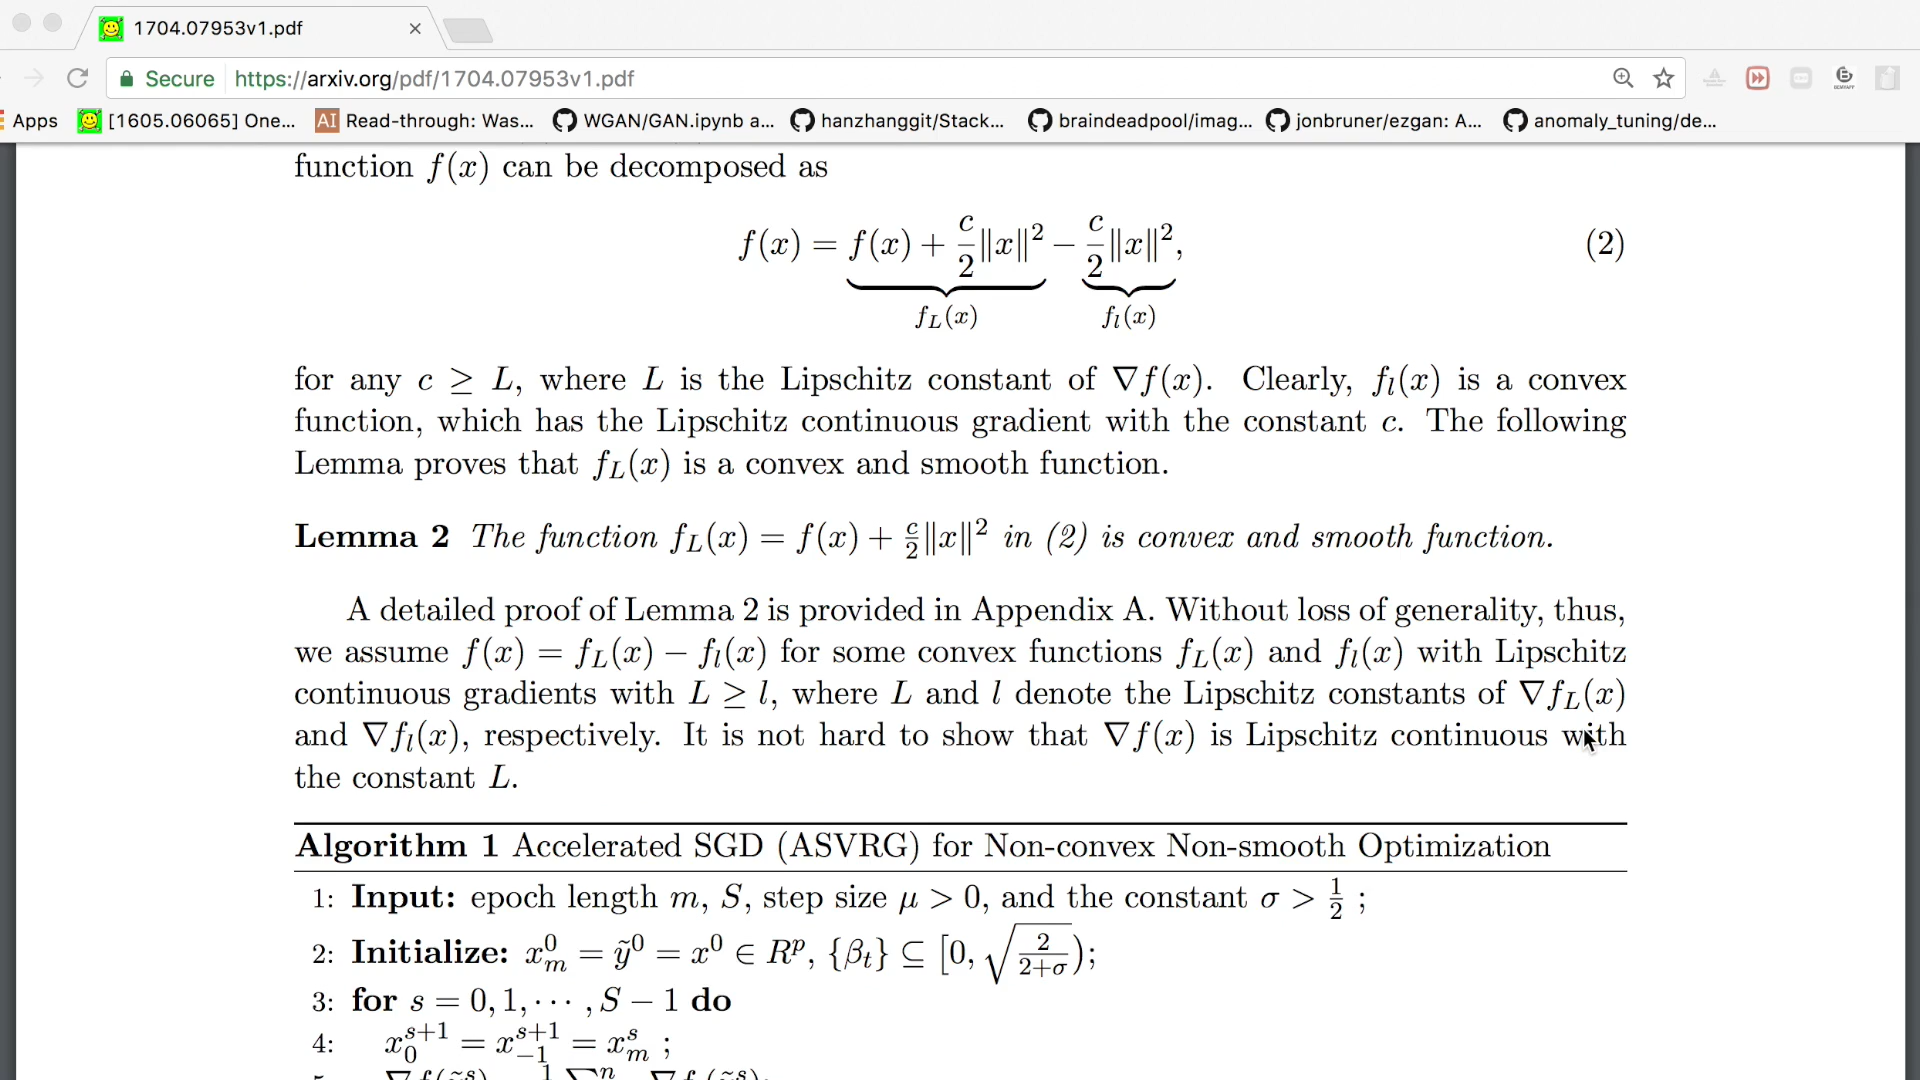 1704.07953v1.pdf ×
Secure https://arxiv.org/pdf/1704.07953v1.pdf
Apps [1605.06065] One... AI Read-through: Was... WGAN/GAN.ipynb a... hanzhanggit/Stack... braindeadpool/imag... jonbruner/ezgan: A... anomaly_tuning/de...
function f(x) can be decomposed as
f(x) = f(x) + c/2‖x‖² − c/2‖x‖², (2)
f_L(x) f_l(x)
for any c ≥ L, where L is the Lipschitz constant of ∇f(x). Clearly, f_l(x) is a convex
function, which has the Lipschitz continuous gradient with the constant c. The following
Lemma proves that f_L(x) is a convex and smooth function.
Lemma 2 The function f_L(x) = f(x) + c/2‖x‖² in (2) is convex and smooth function.
A detailed proof of Lemma 2 is provided in Appendix A. Without loss of generality, thus,
we assume f(x) = f_L(x) − f_l(x) for some convex functions f_L(x) and f_l(x) with Lipschitz
continuous gradients with L ≥ l, where L and l denote the Lipschitz constants of ∇f_L(x)
and ∇f_l(x), respectively. It is not hard to show that ∇f(x) is Lipschitz continuous with
the constant L.
Algorithm 1 Accelerated SGD (ASVRG) for Non-convex Non-smooth Optimization
1: Input: epoch length m, S, step size μ > 0, and the constant σ > 1/2 ;
2: Initialize: x_m^0 = ỹ^0 = x^0 ∈ R^p, {β_t} ⊆ [0, √(2/(2+σ)));
3: for s = 0, 1, ⋯ , S − 1 do
4: x_0^{s+1} = x_{−1}^{s+1} = x_m^s ;